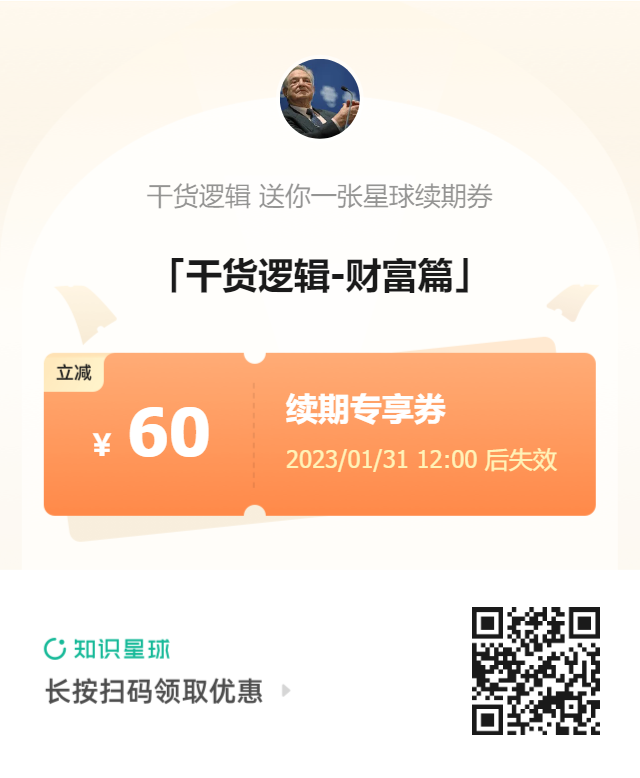 干货逻辑 送你一张星球续期券
「干货逻辑-财富篇」
立减
¥ 60
续期专享券
2023/01/31 12:00 后失效
知识星球
长按扫码领取优惠